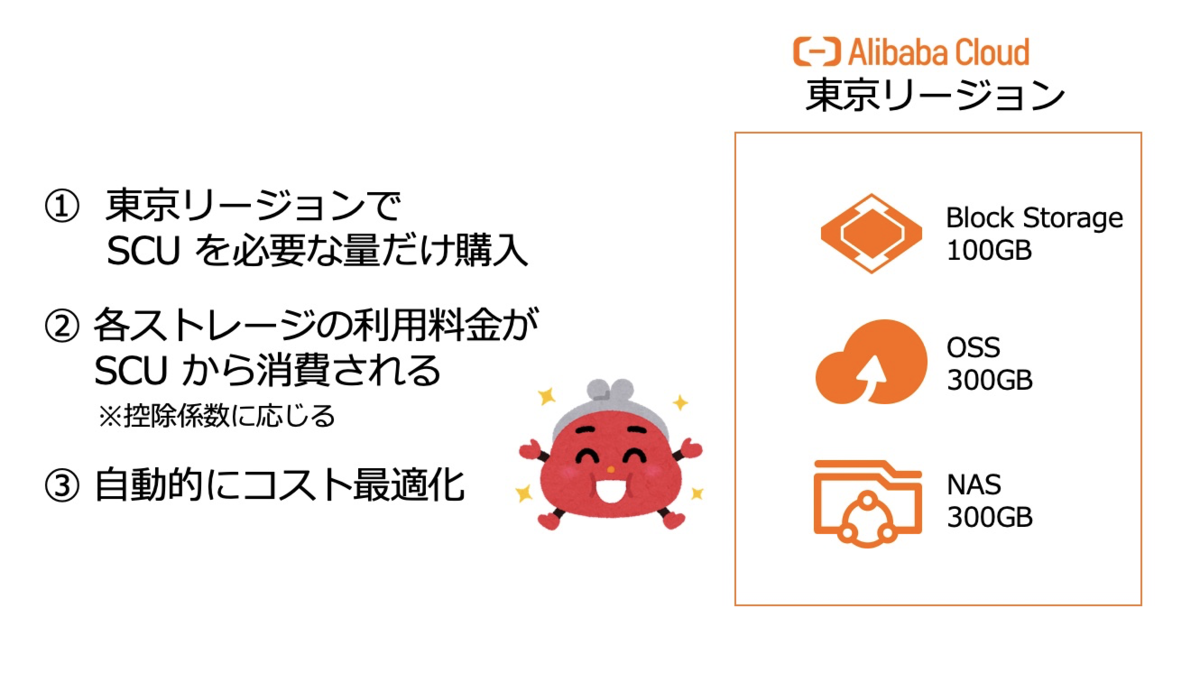 Alibaba Cloud
東京リージョン
① 東京リージョンで
SCU を必要な量だけ購入
② 各ストレージの利用料金が
SCU から消費される
※控除係数に応じる
③ 自動的にコスト最適化
Block Storage
100GB
OSS
300GB
NAS
300GB